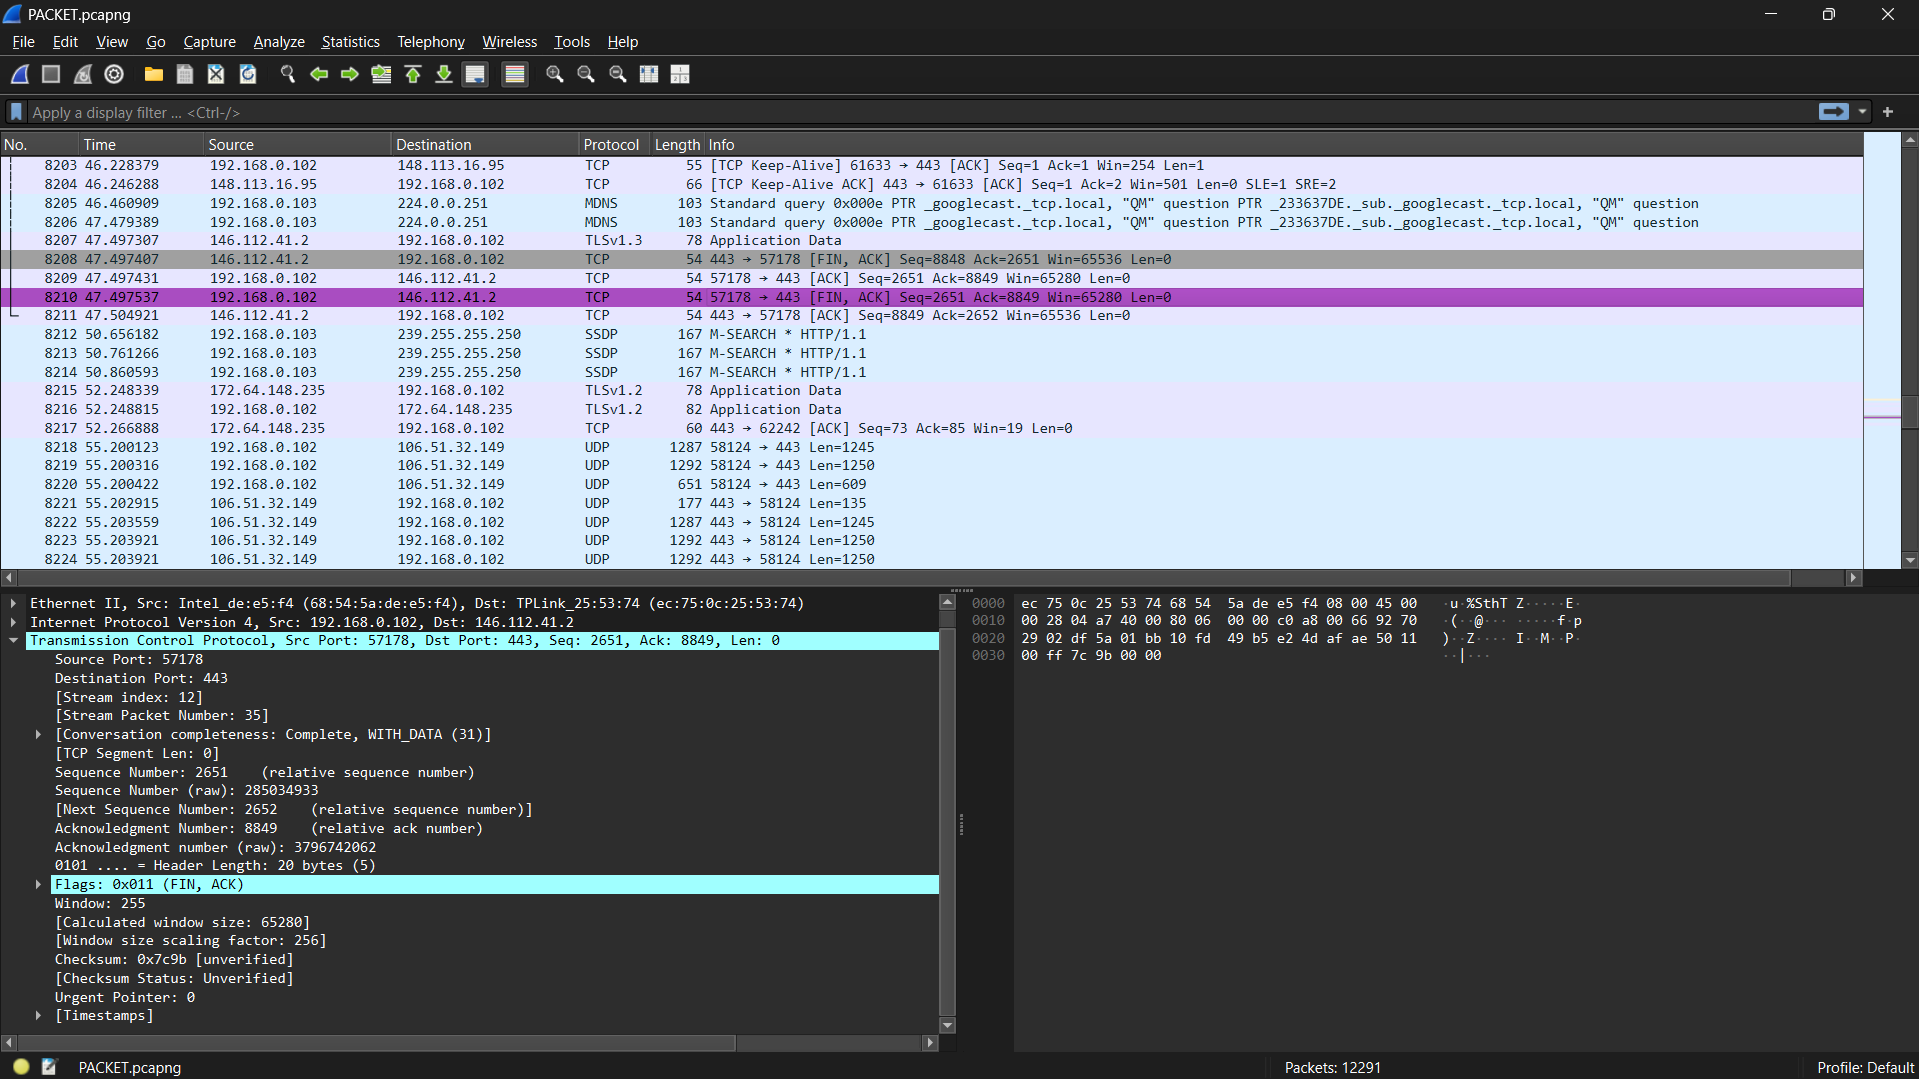 PACKET.pcapng
File Edit View Go Capture Analyze Statistics Telephony Wireless Tools Help
Apply a display filter ... <Ctrl-/>
No. Time Source Destination Protocol Length Info
8203 46.228379 192.168.0.102 148.113.16.95 TCP 55 [TCP Keep-Alive] 61633 → 443 [ACK] Seq=1 Ack=1 Win=254 Len=1
8204 46.246288 148.113.16.95 192.168.0.102 TCP 66 [TCP Keep-Alive ACK] 443 → 61633 [ACK] Seq=1 Ack=2 Win=501 Len=0 SLE=1 SRE=2
8205 46.460909 192.168.0.103 224.0.0.251 MDNS 103 Standard query 0x000e PTR _googlecast._tcp.local, "QM" question PTR _233637DE._sub._googlecast._tcp.local, "QM" question
8206 47.479389 192.168.0.103 224.0.0.251 MDNS 103 Standard query 0x000e PTR _googlecast._tcp.local, "QM" question PTR _233637DE._sub._googlecast._tcp.local, "QM" question
8207 47.497307 146.112.41.2 192.168.0.102 TLSv1.3 78 Application Data
8208 47.497407 146.112.41.2 192.168.0.102 TCP 54 443 → 57178 [FIN, ACK] Seq=8848 Ack=2651 Win=65536 Len=0
8209 47.497431 192.168.0.102 146.112.41.2 TCP 54 57178 → 443 [ACK] Seq=2651 Ack=8849 Win=65280 Len=0
8210 47.497537 192.168.0.102 146.112.41.2 TCP 54 57178 → 443 [FIN, ACK] Seq=2651 Ack=8849 Win=65280 Len=0
8211 47.504921 146.112.41.2 192.168.0.102 TCP 54 443 → 57178 [ACK] Seq=8849 Ack=2652 Win=65536 Len=0
8212 50.656182 192.168.0.103 239.255.255.250 SSDP 167 M-SEARCH * HTTP/1.1
8213 50.761266 192.168.0.103 239.255.255.250 SSDP 167 M-SEARCH * HTTP/1.1
8214 50.860593 192.168.0.103 239.255.255.250 SSDP 167 M-SEARCH * HTTP/1.1
8215 52.248339 172.64.148.235 192.168.0.102 TLSv1.2 78 Application Data
8216 52.248815 192.168.0.102 172.64.148.235 TLSv1.2 82 Application Data
8217 52.266888 172.64.148.235 192.168.0.102 TCP 60 443 → 62242 [ACK] Seq=73 Ack=85 Win=19 Len=0
8218 55.200123 192.168.0.102 106.51.32.149 UDP 1287 58124 → 443 Len=1245
8219 55.200316 192.168.0.102 106.51.32.149 UDP 1292 58124 → 443 Len=1250
8220 55.200422 192.168.0.102 106.51.32.149 UDP 651 58124 → 443 Len=609
8221 55.202915 106.51.32.149 192.168.0.102 UDP 177 443 → 58124 Len=135
8222 55.203559 106.51.32.149 192.168.0.102 UDP 1287 443 → 58124 Len=1245
8223 55.203921 106.51.32.149 192.168.0.102 UDP 1292 443 → 58124 Len=1250
8224 55.203921 106.51.32.149 192.168.0.102 UDP 1292 443 → 58124 Len=1250
Ethernet II, Src: Intel_de:e5:f4 (68:54:5a:de:e5:f4), Dst: TPLink_25:53:74 (ec:75:0c:25:53:74)
Internet Protocol Version 4, Src: 192.168.0.102, Dst: 146.112.41.2
Transmission Control Protocol, Src Port: 57178, Dst Port: 443, Seq: 2651, Ack: 8849, Len: 0
Source Port: 57178
Destination Port: 443
[Stream index: 12]
[Stream Packet Number: 35]
[Conversation completeness: Complete, WITH_DATA (31)]
[TCP Segment Len: 0]
Sequence Number: 2651 (relative sequence number)
Sequence Number (raw): 285034933
[Next Sequence Number: 2652 (relative sequence number)]
Acknowledgment Number: 8849 (relative ack number)
Acknowledgment number (raw): 3796742062
0101 .... = Header Length: 20 bytes (5)
Flags: 0x011 (FIN, ACK)
Window: 255
[Calculated window size: 65280]
[Window size scaling factor: 256]
Checksum: 0x7c9b [unverified]
[Checksum Status: Unverified]
Urgent Pointer: 0
[Timestamps]
0000 ec 75 0c 25 53 74 68 54 5a de e5 f4 08 00 45 00 ·u·%SthT Z·····E·
0010 00 28 04 a7 40 00 80 06 00 00 c0 a8 00 66 92 70 ·(··@··· ·····f·p
0020 29 02 df 5a 01 bb 10 fd 49 b5 e2 4d af ae 50 11 )··Z···· I··M··P·
0030 00 ff 7c 9b 00 00 ··|···
PACKET.pcapng
Packets: 12291
Profile: Default